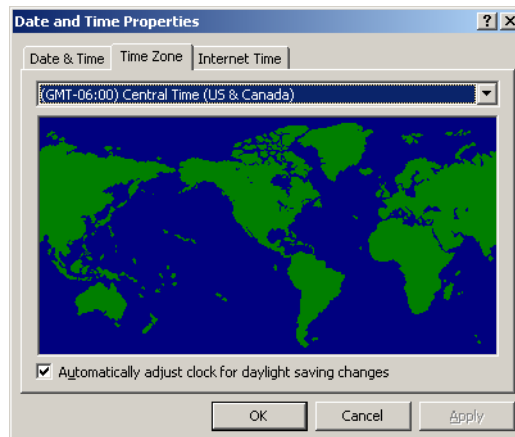 Date and Time Properties
Date & Time Time Zone Internet Time
(GMT-06:00) Central Time (US & Canada)
Automatically adjust clock for daylight saving changes
OK Cancel Apply